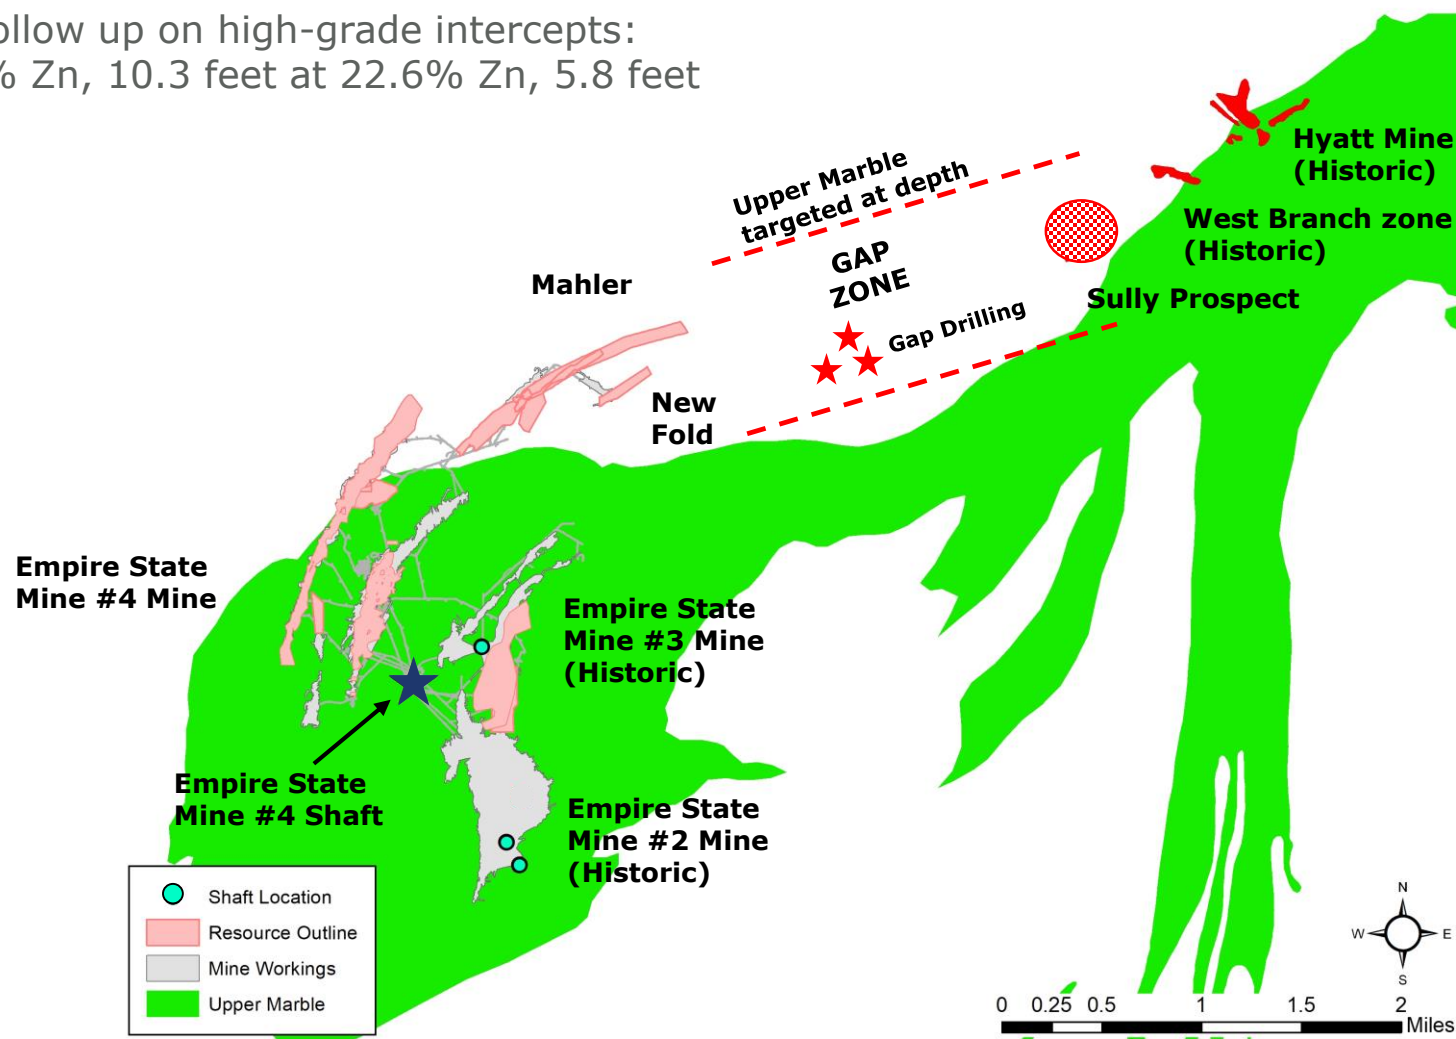 ollow up on high-grade intercepts:
% Zn, 10.3 feet at 22.6% Zn, 5.8 feet
Hyatt Mine
(Historic)
Upper Marble
targeted at depth
West Branch zone
(Historic)
GAP
ZONE
Mahler
Sully Prospect
Gap Drilling
New
Fold
Empire State
Mine #4 Mine
Empire State
Mine #3 Mine
(Historic)
Empire State
Mine #4 Shaft
Empire State
Mine #2 Mine
(Historic)
Shaft Location
Resource Outline
Mine Workings
Upper Marble
N
W E
S
0 0.25 0.5 1 1.5 2
Miles